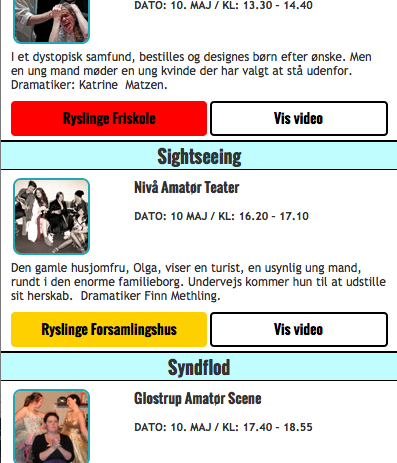 DATO: 10. MAJ / KL: 13.30 - 14.40
I et dystopisk samfund, bestilles og designes børn efter ønske. Men
en ung mand møder en ung kvinde der har valgt at stå udenfor.
Dramatiker: Katrine  Matzen.
Ryslinge Friskole
Vis video
Sightseeing
Nivå Amatør Teater
DATO: 10 MAJ / KL: 16.20 - 17.10
Den gamle husjomfru, Olga, viser en turist, en usynlig ung mand,
rundt i den enorme familieborg. Undervejs kommer hun til at udstille
sit herskab.  Dramatiker Finn Methling.
Ryslinge Forsamlingshus
Vis video
Syndflod
Glostrup Amatør Scene
DATO: 10. MAJ / KL: 17.40 - 18.55